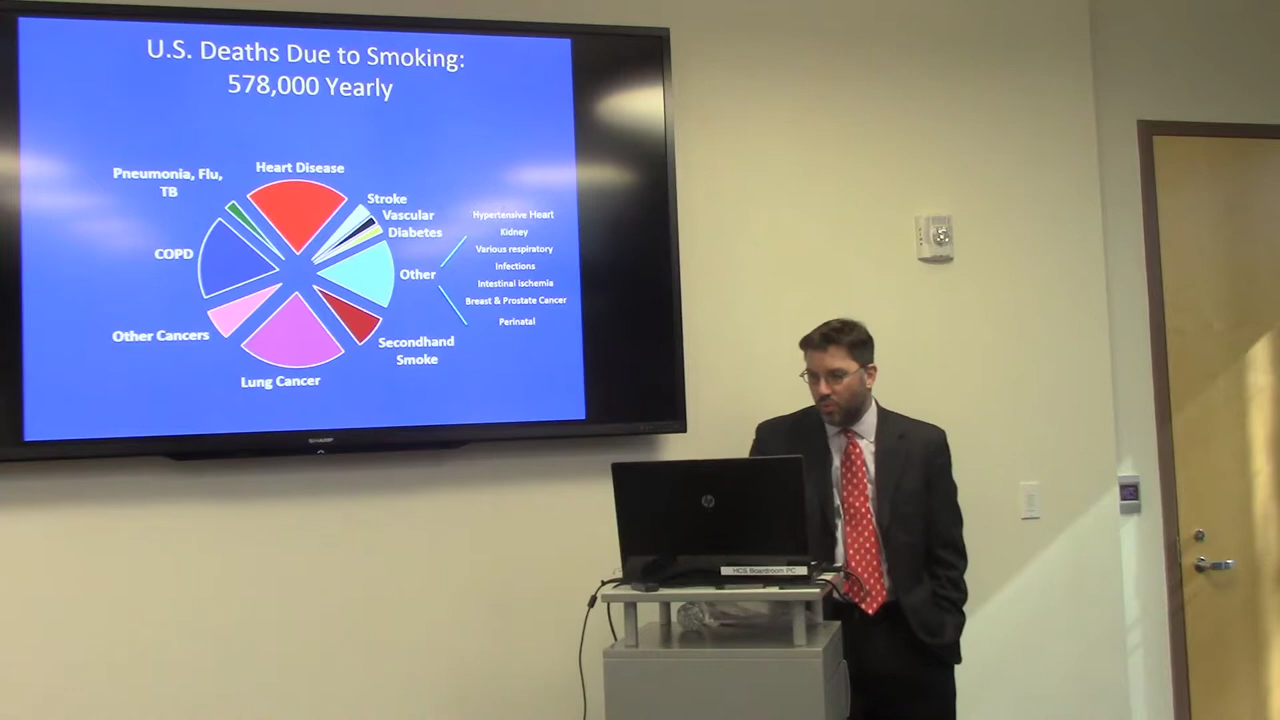 U.S. Deaths Due to Smoking:
578,000 Yearly
Heart Disease
Pneumonia, Flu,
TB
Stroke
Vascular
Diabetes
COPD
Other
Hypertensive Heart
Kidney
Various respiratory
Infections
Intestinal ischemia
Breast & Prostate Cancer
Perinatal
Other Cancers
Secondhand
Smoke
Lung Cancer
SHARP
hp
HCS Boardroom PC